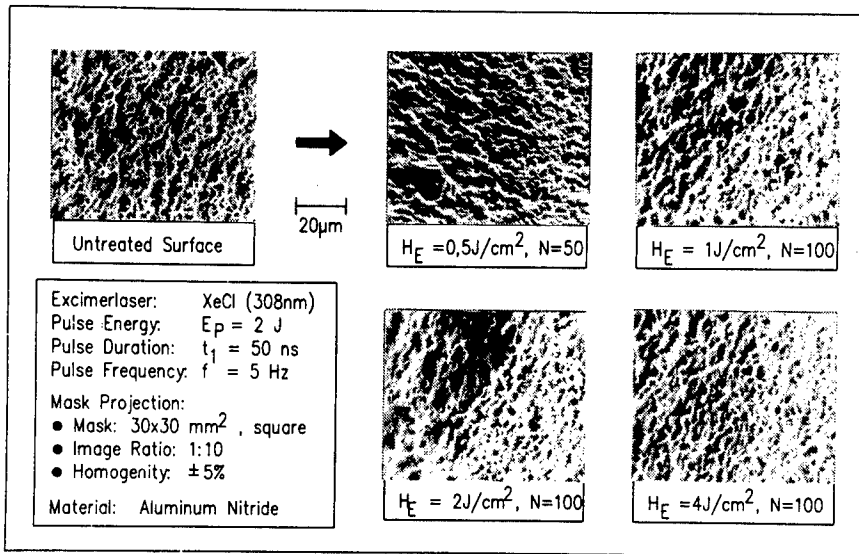 Untreated Surface
20µm
H_E =0,5J/cm², N=50
H_E = 1J/cm², N=100
Excimerlaser: XeCl (308nm)
Pulse Energy: E_P = 2 J
Pulse Duration: t_1 = 50 ns
Pulse Frequency: f = 5 Hz
Mask Projection:
● Mask: 30x30 mm² , square
● Image Ratio: 1:10
● Homogenity: ±5%
Material: Aluminum Nitride
H_E = 2J/cm², N=100
H_E =4J/cm², N=100